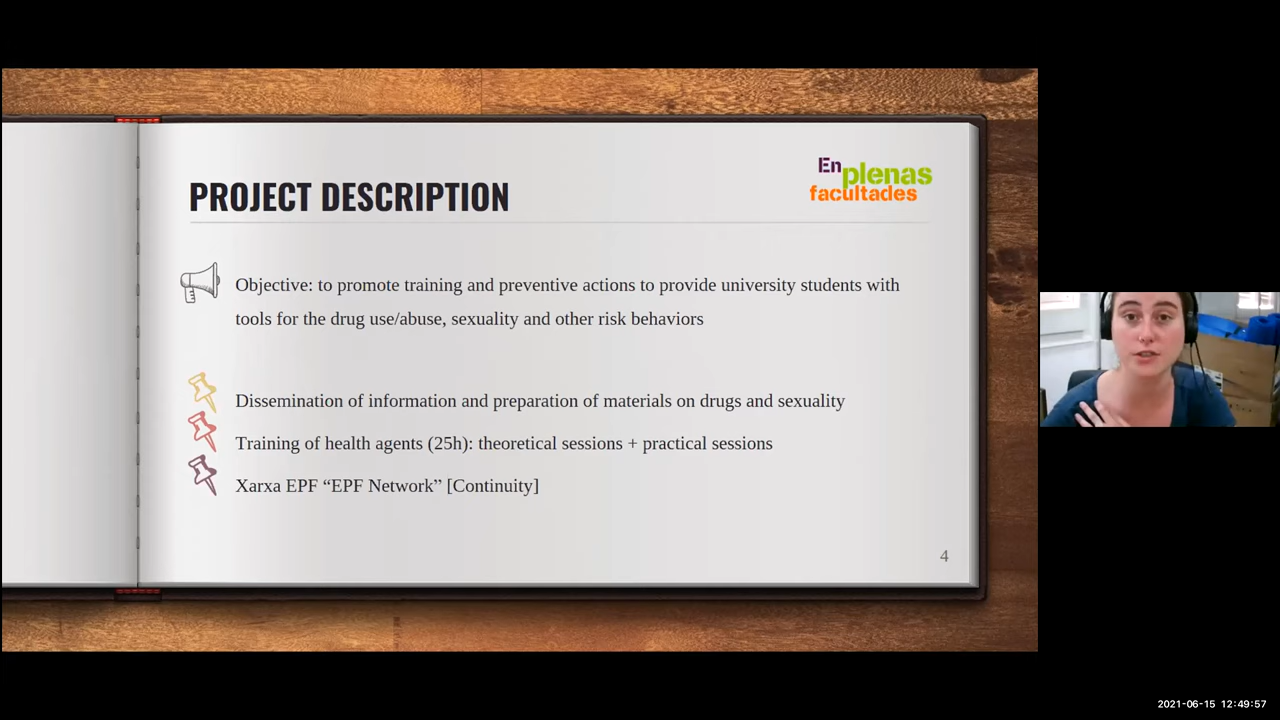 En
plenas
facultades
PROJECT DESCRIPTION
Objective: to promote training and preventive actions to provide university students with
tools for the drug use/abuse, sexuality and other risk behaviors
Dissemination of information and preparation of materials on drugs and sexuality
Training of health agents (25h): theoretical sessions + practical sessions
Xarxa EPF “EPF Network” [Continuity]
4
2021-06-15 12:49:57